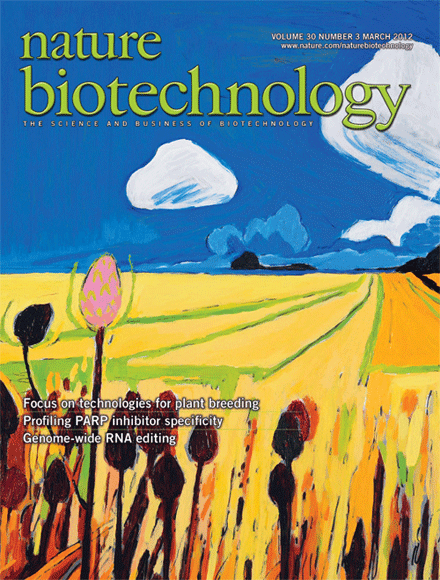 VOLUME 30 NUMBER 3 MARCH 2012
www.nature.com/naturebiotechnology
nature
biotechnology
THE SCIENCE AND BUSINESS OF BIOTECHNOLOGY
Focus on technologies for plant breeding
Profiling PARP inhibitor specificity
Genome-wide RNA editing